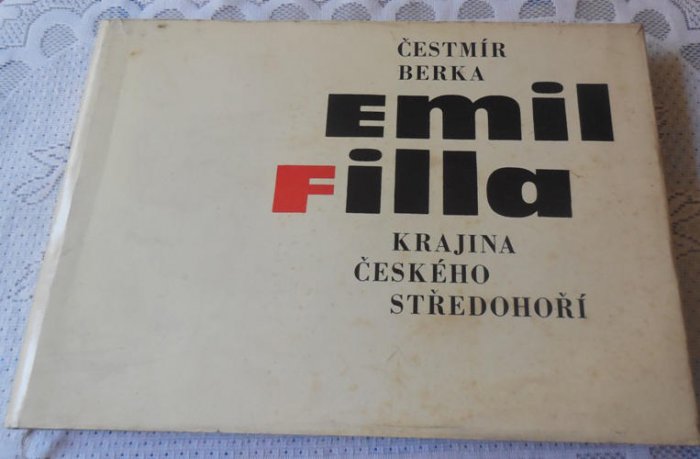 ČESTMÍR
BERKA
Emil
Filla
KRAJINA
ČESKÉHO
STŘEDOHOŘÍ